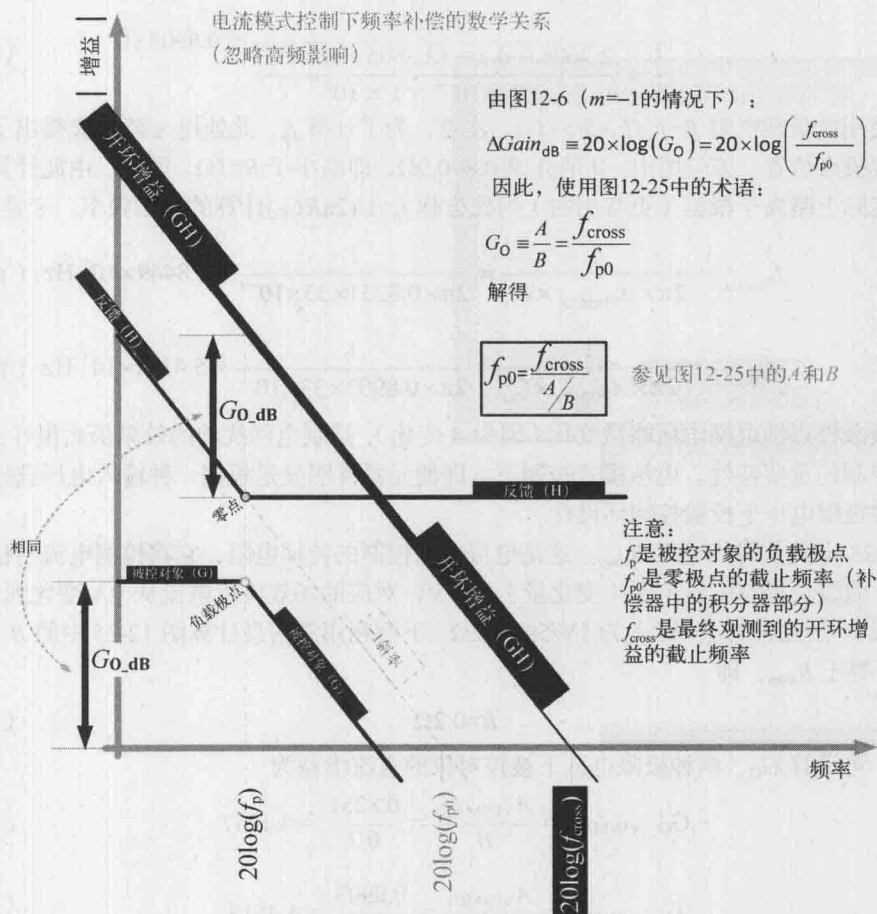 电流模式控制下频率补偿的数学关系
(忽略高频影响)
|增益|
由图12-6（m=–1的情况下）：
ΔGain_dB ≡ 20×log(G_O) = 20×log(f_cross/f_p0)
因此，使用图12-25中的术语：
G_O ≡ A/B = f_cross/f_p0
解得
f_p0 = f_cross/(A/B)
参见图12-25中的A和B
开环增益（GH）
反馈（H）
G_O_dB
零点
反馈（H）
相同
被控对象（G）
负载极点
被控对象（G）
斜率
开环增益（GH）
G_O_dB
注意：
f_p是被控对象的负载极点
f_p0是零极点的截止频率（补
偿器中的积分器部分）
f_cross是最终观测到的开环增
益的截止频率
频率
20log(f_p)
20log(f_p0)
20log(f_cross)